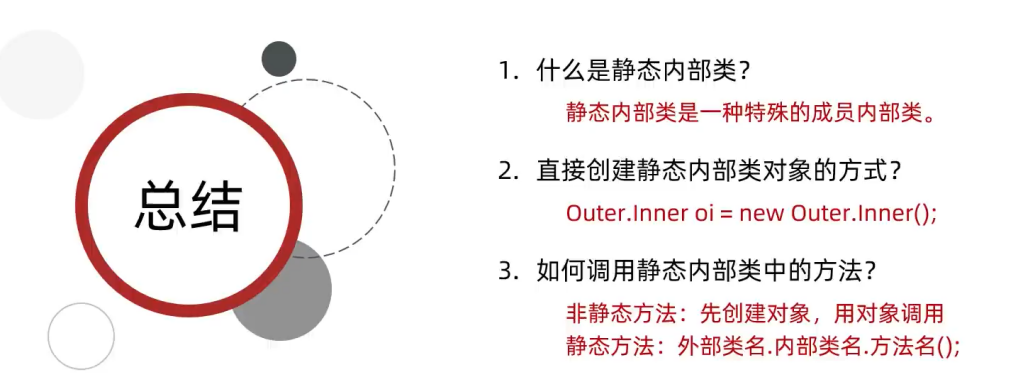 总结
1. 什么是静态内部类？
静态内部类是一种特殊的成员内部类。
2. 直接创建静态内部类对象的方式？
Outer.Inner oi = new Outer.Inner();
3. 如何调用静态内部类中的方法？
非静态方法：先创建对象，用对象调用
静态方法：外部类名.内部类名.方法名();